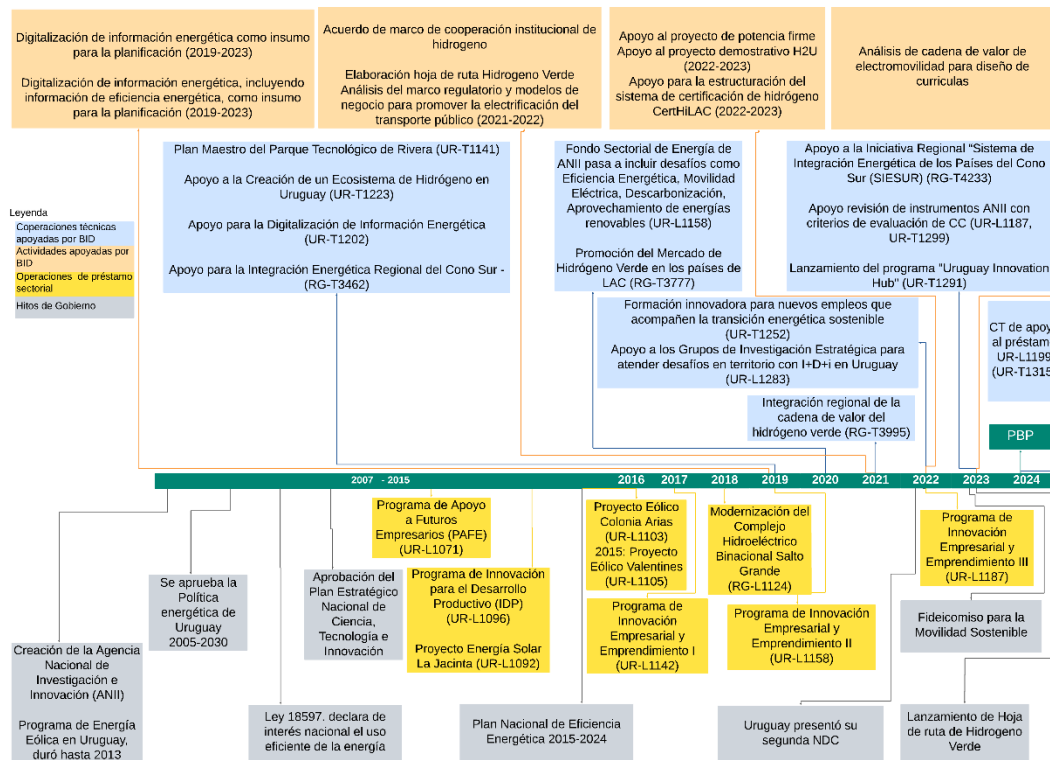 Digitalización de información energética como insumo
para la planificación (2019-2023)
Digitalización de información energética, incluyendo
información de eficiencia energética, como insumo
para la planificación (2019-2023)
Acuerdo de marco de cooperación institucional de
hidrogeno
Elaboración hoja de ruta Hidrogeno Verde
Análisis del marco regulatorio y modelos de
negocio para promover la electrificación del
transporte público (2021-2022)
Apoyo al proyecto de potencia firme
Apoyo al proyecto demostrativo H2U
(2022-2023)
Apoyo para la estructuración del
sistema de certificación de hidrógeno
CertHiLAC (2022-2023)
Análisis de cadena de valor de
electromovilidad para diseño de
curriculas
Plan Maestro del Parque Tecnológico de Rivera (UR-T1141)
Apoyo a la Creación de un Ecosistema de Hidrógeno en
Uruguay (UR-T1223)
Apoyo para la Digitalización de Información Energética
(UR-T1202)
Apoyo para la Integración Energética Regional del Cono Sur -
(RG-T3462)
Fondo Sectorial de Energía de
ANII pasa a incluir desafíos como
Eficiencia Energética, Movilidad
Eléctrica, Descarbonización,
Aprovechamiento de energías
renovables (UR-L1158)
Promoción del Mercado de
Hidrógeno Verde en los países de
LAC (RG-T3777)
Apoyo a la Iniciativa Regional "Sistema de
Integración Energética de los Países del Cono
Sur (SIESUR) (RG-T4233)
Apoyo revisión de instrumentos ANII con
criterios de evaluación de CC (UR-L1187,
UR-T1299)
Lanzamiento del programa "Uruguay Innovation
Hub" (UR-T1291)
Leyenda
Coperaciones técnicas
apoyadas por BID
Actividades apoyadas por
BID
Operaciones de préstamo
sectorial
Hitos de Gobierno
Formación innovadora para nuevos empleos que
acompañen la transición energética sostenible
(UR-T1252)
Apoyo a los Grupos de Investigación Estratégica para
atender desafíos en territorio con I+D+i en Uruguay
(UR-L1283)
CT de apoy
al préstam
UR-L1199
(UR-T1315
Integración regional de la
cadena de valor del
hidrógeno verde (RG-T3995)
PBP
2007 - 2015 2016 2017 2018 2019 2020 2021 2022 2023 2024
Programa de Apoyo
a Futuros
Empresarios (PAFE)
(UR-L1071)
Proyecto Eólico
Colonia Arias
(UR-L1103)
2015: Proyecto
Eólico Valentines
(UR-L1105)
Modernización del
Complejo
Hidroeléctrico
Binacional Salto
Grande
(RG-L1124)
Programa de
Innovación
Empresarial y
Emprendimiento III
(UR-L1187)
Se aprueba la
Política
energética de
Uruguay
2005-2030
Aprobación del
Plan Estratégico
Nacional de
Ciencia,
Tecnología e
Innovación
Programa de Innovación
para el Desarrollo
Productivo (IDP)
(UR-L1096)
Proyecto Energía Solar
La Jacinta (UR-L1092)
Programa de
Innovación
Empresarial y
Emprendimiento I
(UR-L1142)
Programa de Innovación
Empresarial y
Emprendimiento II
(UR-L1158)
Fideicomiso para la
Movilidad Sostenible
Creación de la Agencia
Nacional de
Investigación e
Innovación (ANII)
Programa de Energía
Eólica en Uruguay,
duró hasta 2013
Ley 18597. declara de
interés nacional el uso
eficiente de la energía
Plan Nacional de Eficiencia
Energética 2015-2024
Uruguay presentó su
segunda NDC
Lanzamiento de Hoja
de ruta de Hidrogeno
Verde